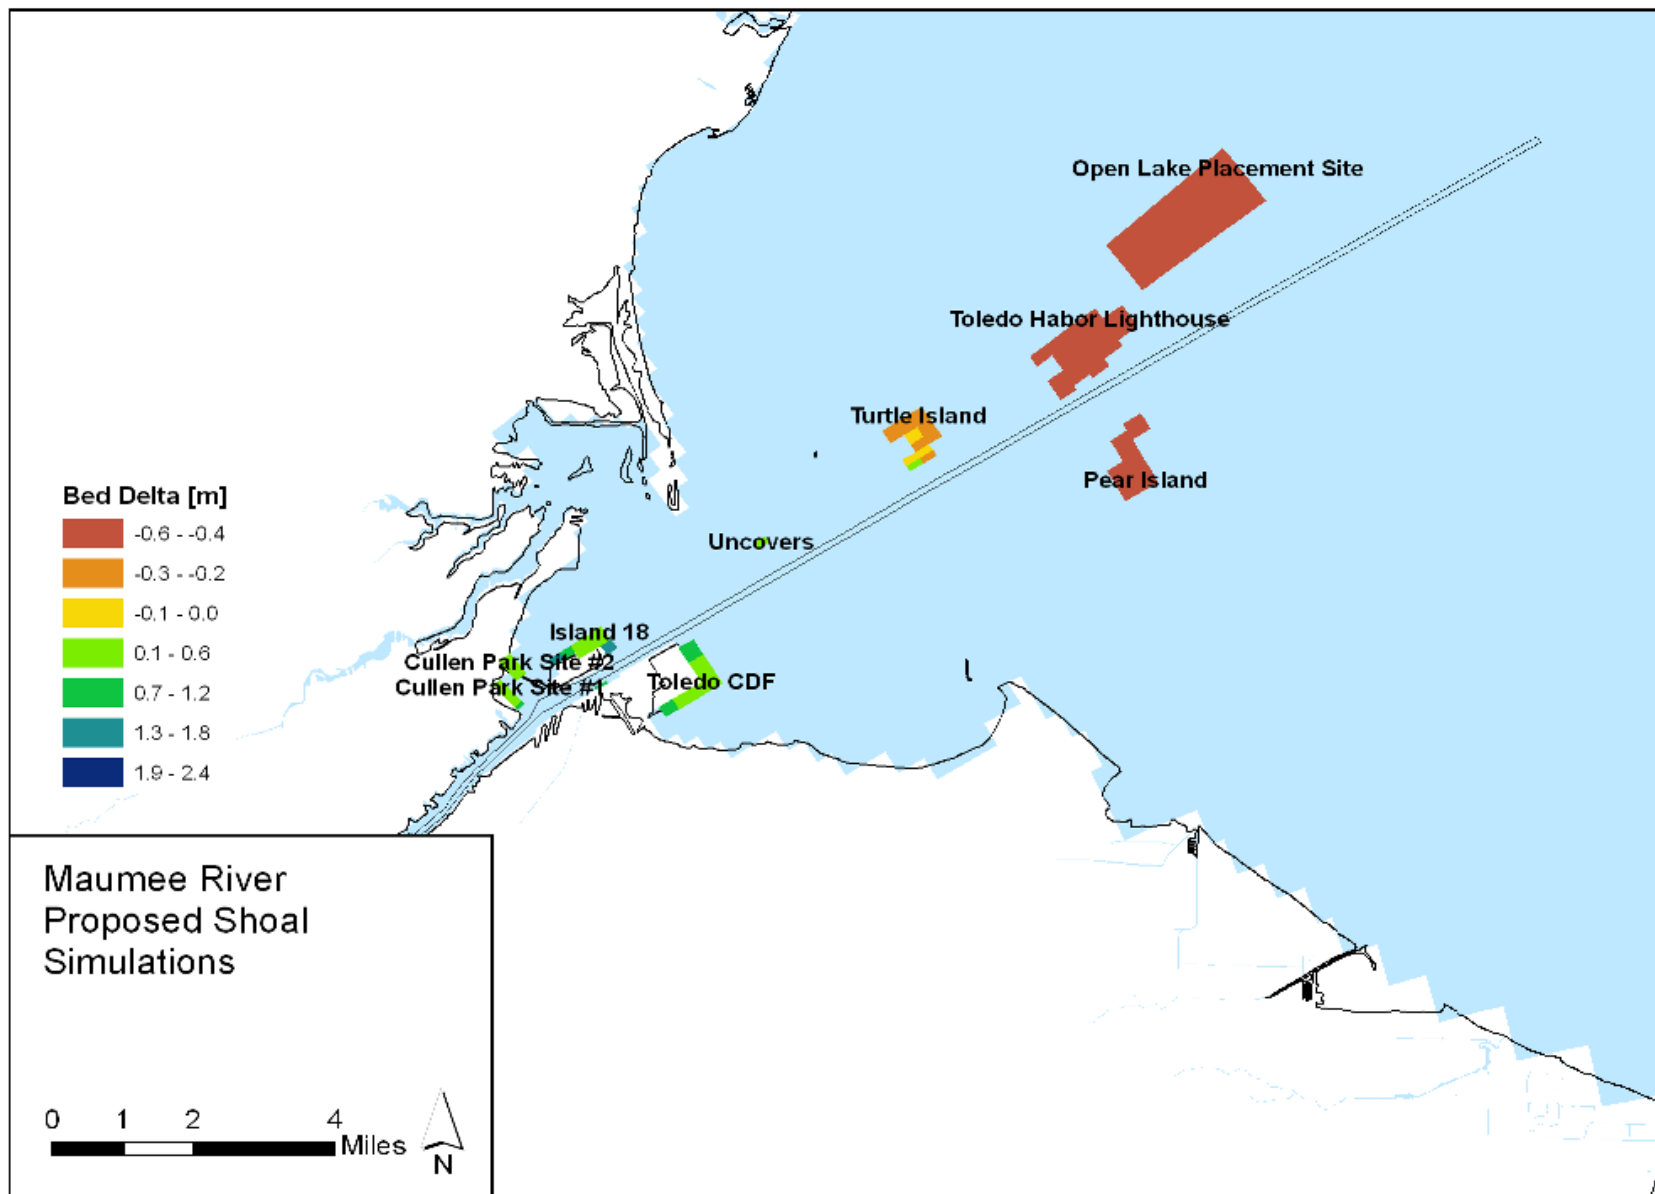 Open Lake Placement Site
Toledo Habor Lighthouse
Turtle Island
Pear Island
Uncovers
Island 18
Cullen Park Site #2
Cullen Park Site #1
Toledo CDF
Bed Delta [m]
-0.6 - -0.4
-0.3 - -0.2
-0.1 - 0.0
0.1 - 0.6
0.7 - 1.2
1.3 - 1.8
1.9 - 2.4
Maumee River
Proposed Shoal
Simulations
0 1 2 4
Miles
N